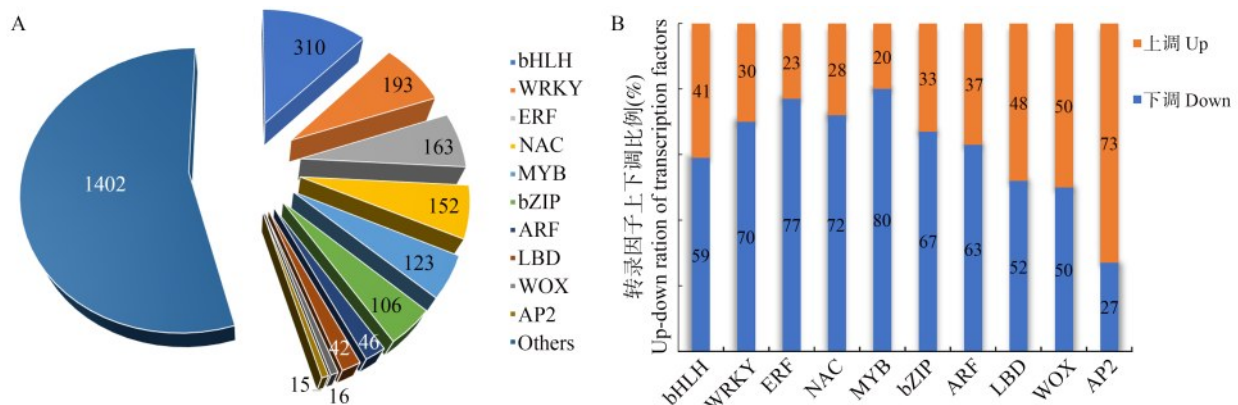 A
310
193
163
152
123
106
46
42
16
15
1402
bHLH
WRKY
ERF
NAC
MYB
bZIP
ARF
LBD
WOX
AP2
Others
B
转录因子上下调比例(%)
Up-down ration of transcription factors
41 30 23 28 20 33 37 48 50 73
59 70 77 72 80 67 63 52 50 27
bHLH WRKY ERF NAC MYB bZIP ARF LBD WOX AP2
上调 Up
下调 Down